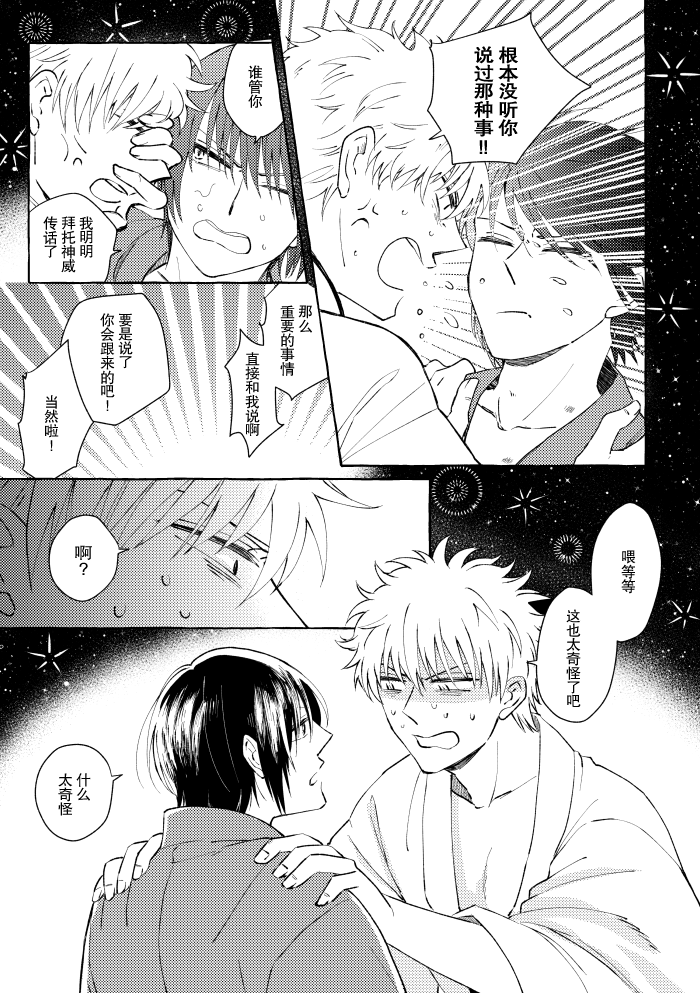 根本没听你
说过那种事!!
谁管你
我明明
拜托神威
传话了
那么
重要的事情
直接和我说啊
要是说了
你会跟来的吧！
当然啦！
啊？
喂等等
这也太奇怪了吧
什么
太奇怪